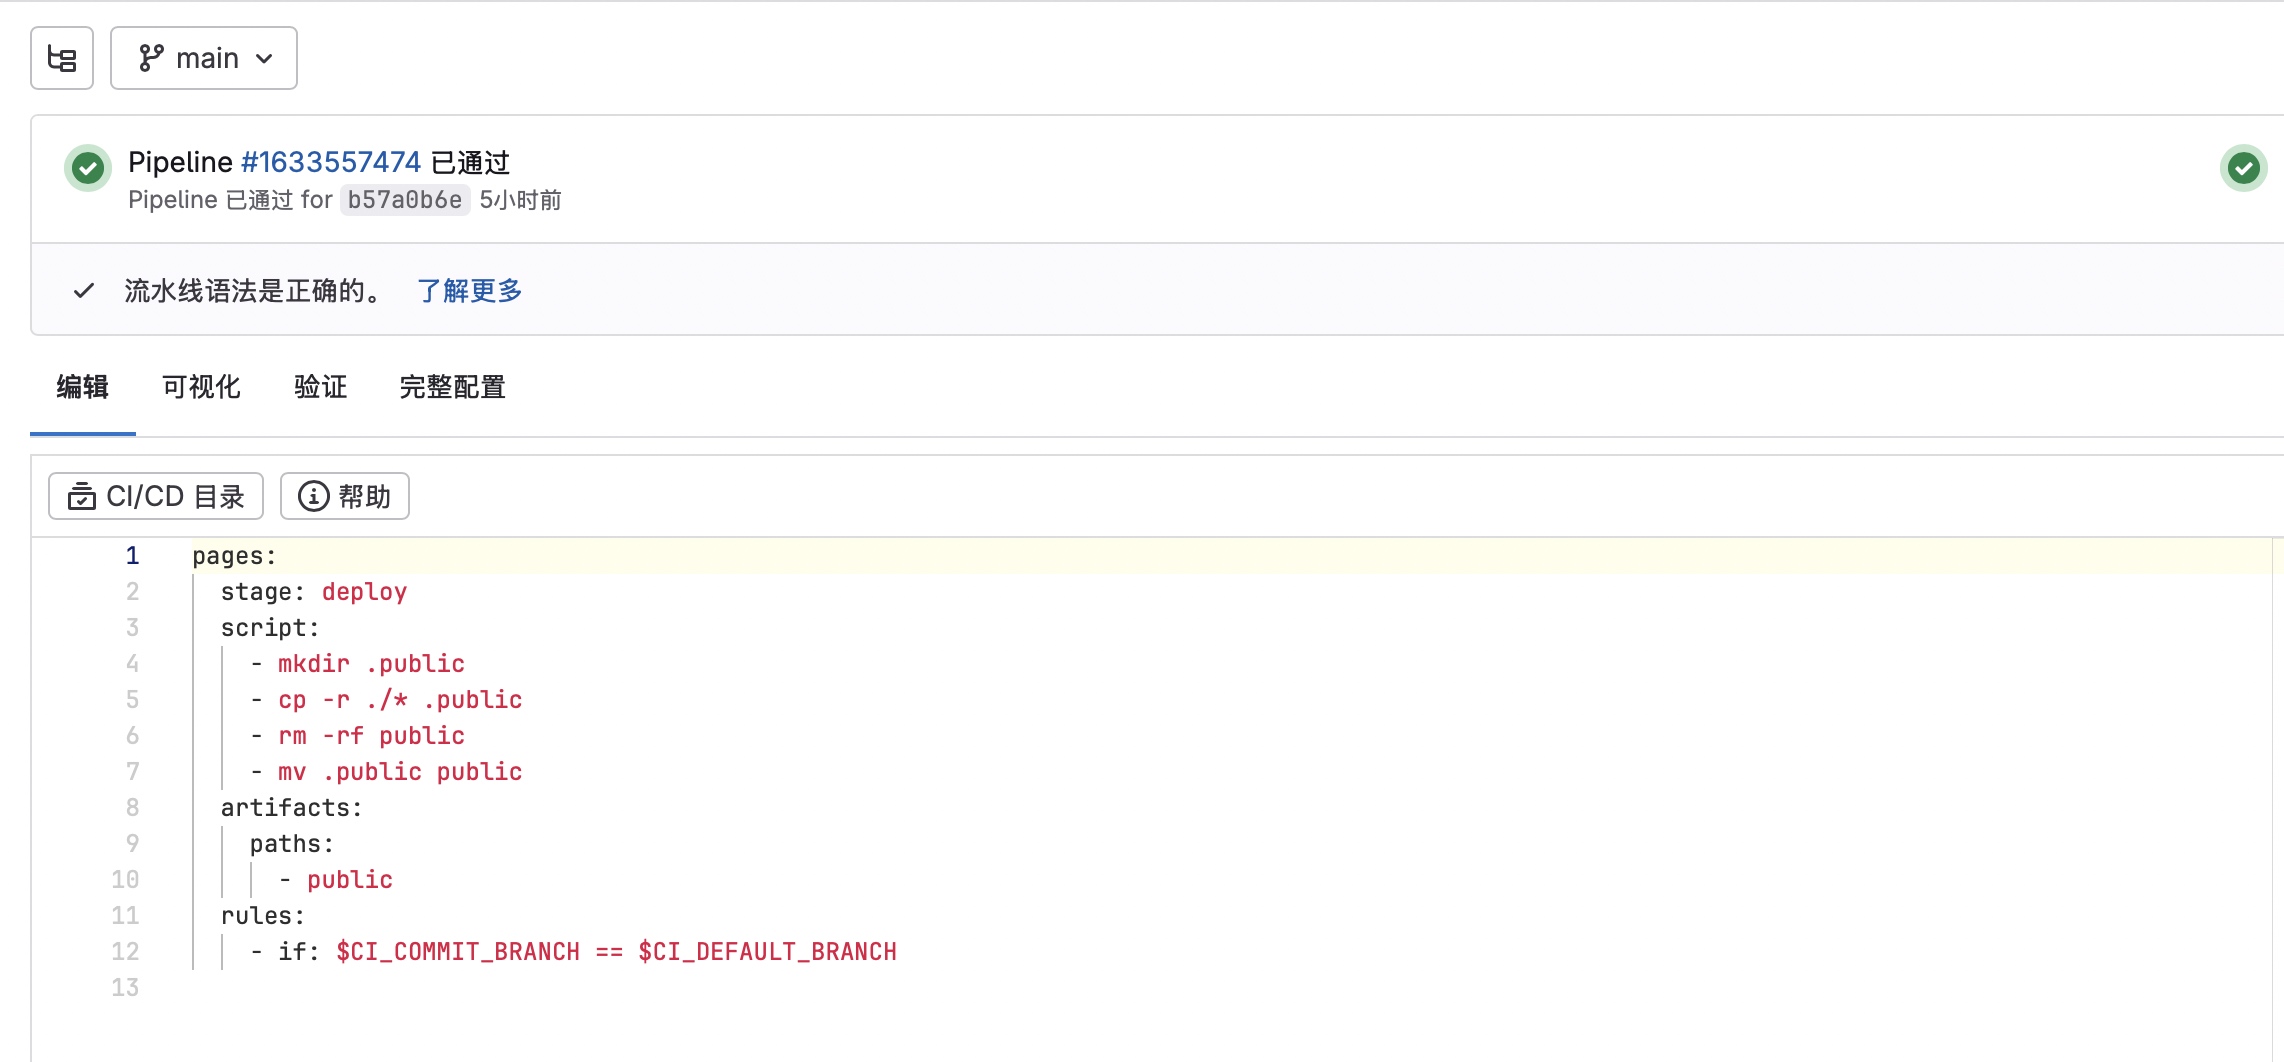 main
Pipeline #1633557474 已通过
Pipeline 已通过 for b57a0b6e 5小时前
流水线语法是正确的。 了解更多
编辑 可视化 验证 完整配置
CI/CD 目录 帮助
1 pages:
2 stage: deploy
3 script:
4 - mkdir .public
5 - cp -r ./* .public
6 - rm -rf public
7 - mv .public public
8 artifacts:
9 paths:
10 - public
11 rules:
12 - if: $CI_COMMIT_BRANCH == $CI_DEFAULT_BRANCH
13